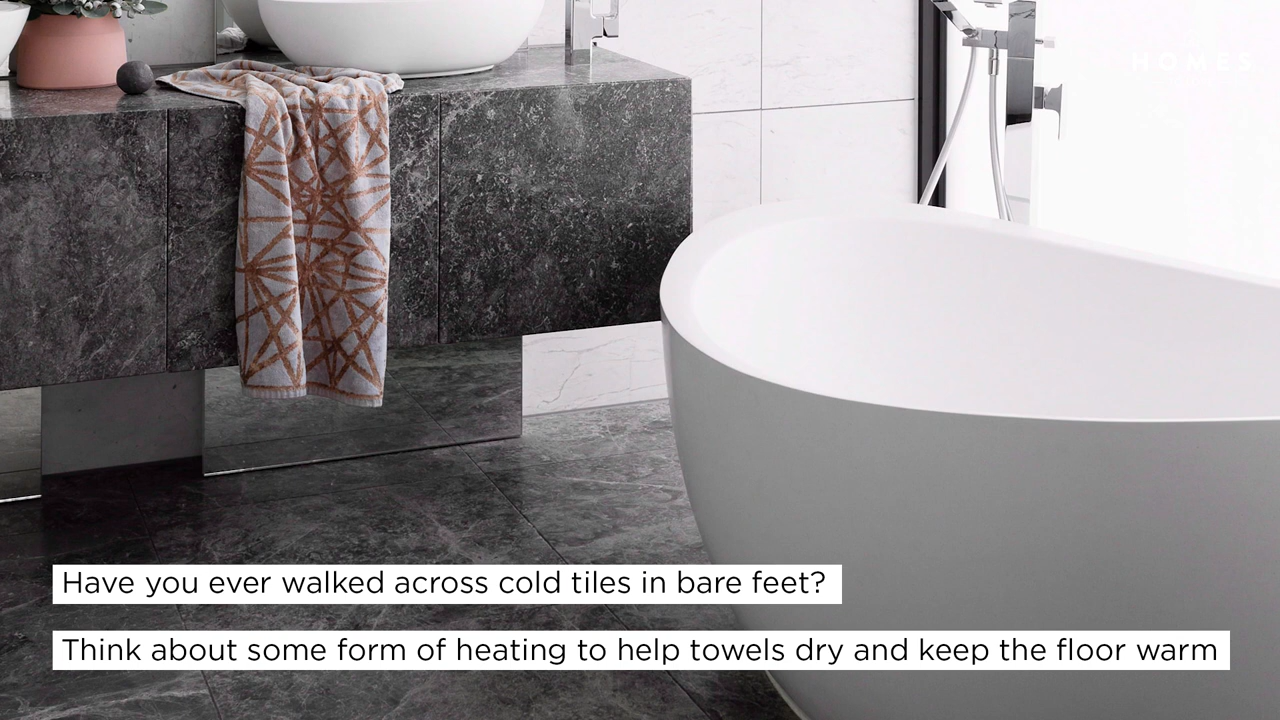 HOMES
Have you ever walked across cold tiles in bare feet?
Think about some form of heating to help towels dry and keep the floor warm